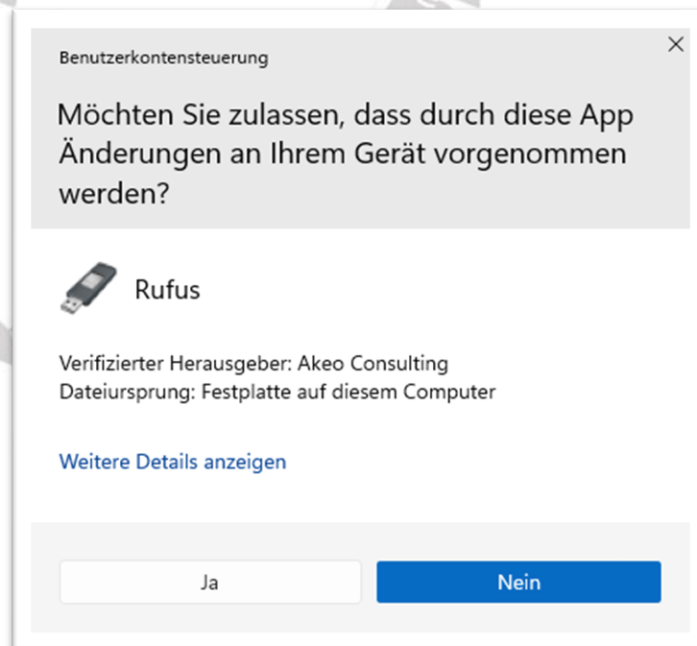 Benutzerkontensteuerung
Möchten Sie zulassen, dass durch diese App
Änderungen an Ihrem Gerät vorgenommen
werden?
Rufus
Verifizierter Herausgeber: Akeo Consulting
Dateiursprung: Festplatte auf diesem Computer
Weitere Details anzeigen
Ja
Nein